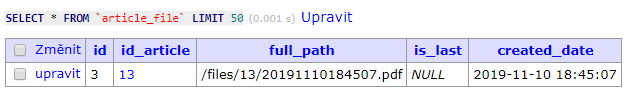 SELECT * FROM `article_file` LIMIT 50 (0.001 s) Upravit
Změnit id id_article full_path is_last created_date
upravit 3 13 /files/13/20191110184507.pdf NULL 2019-11-10 18:45:07